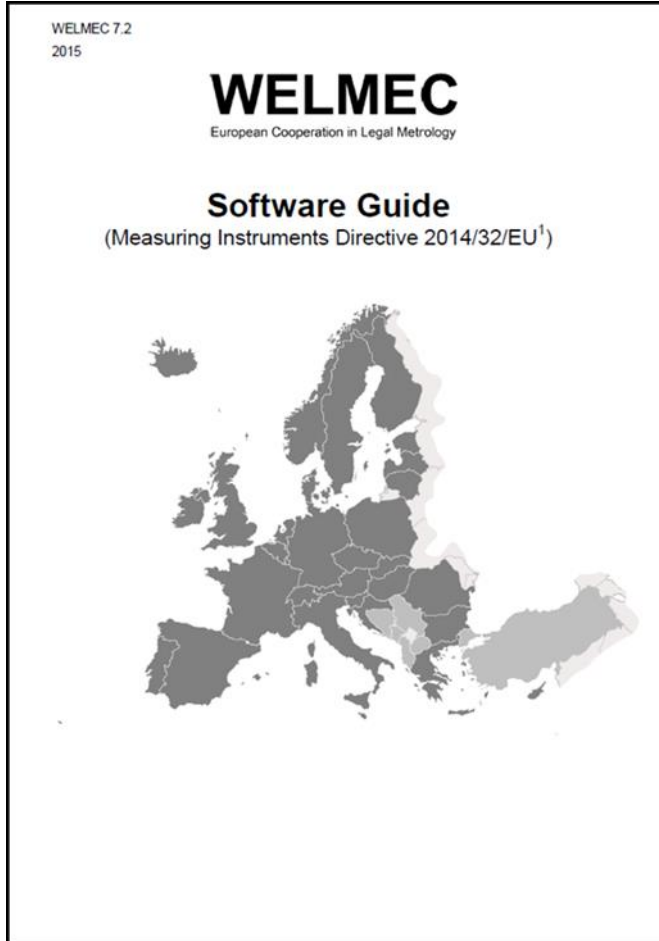 WELMEC 7.2
2015
WELMEC
European Cooperation in Legal Metrology
Software Guide
(Measuring Instruments Directive 2014/32/EU¹)